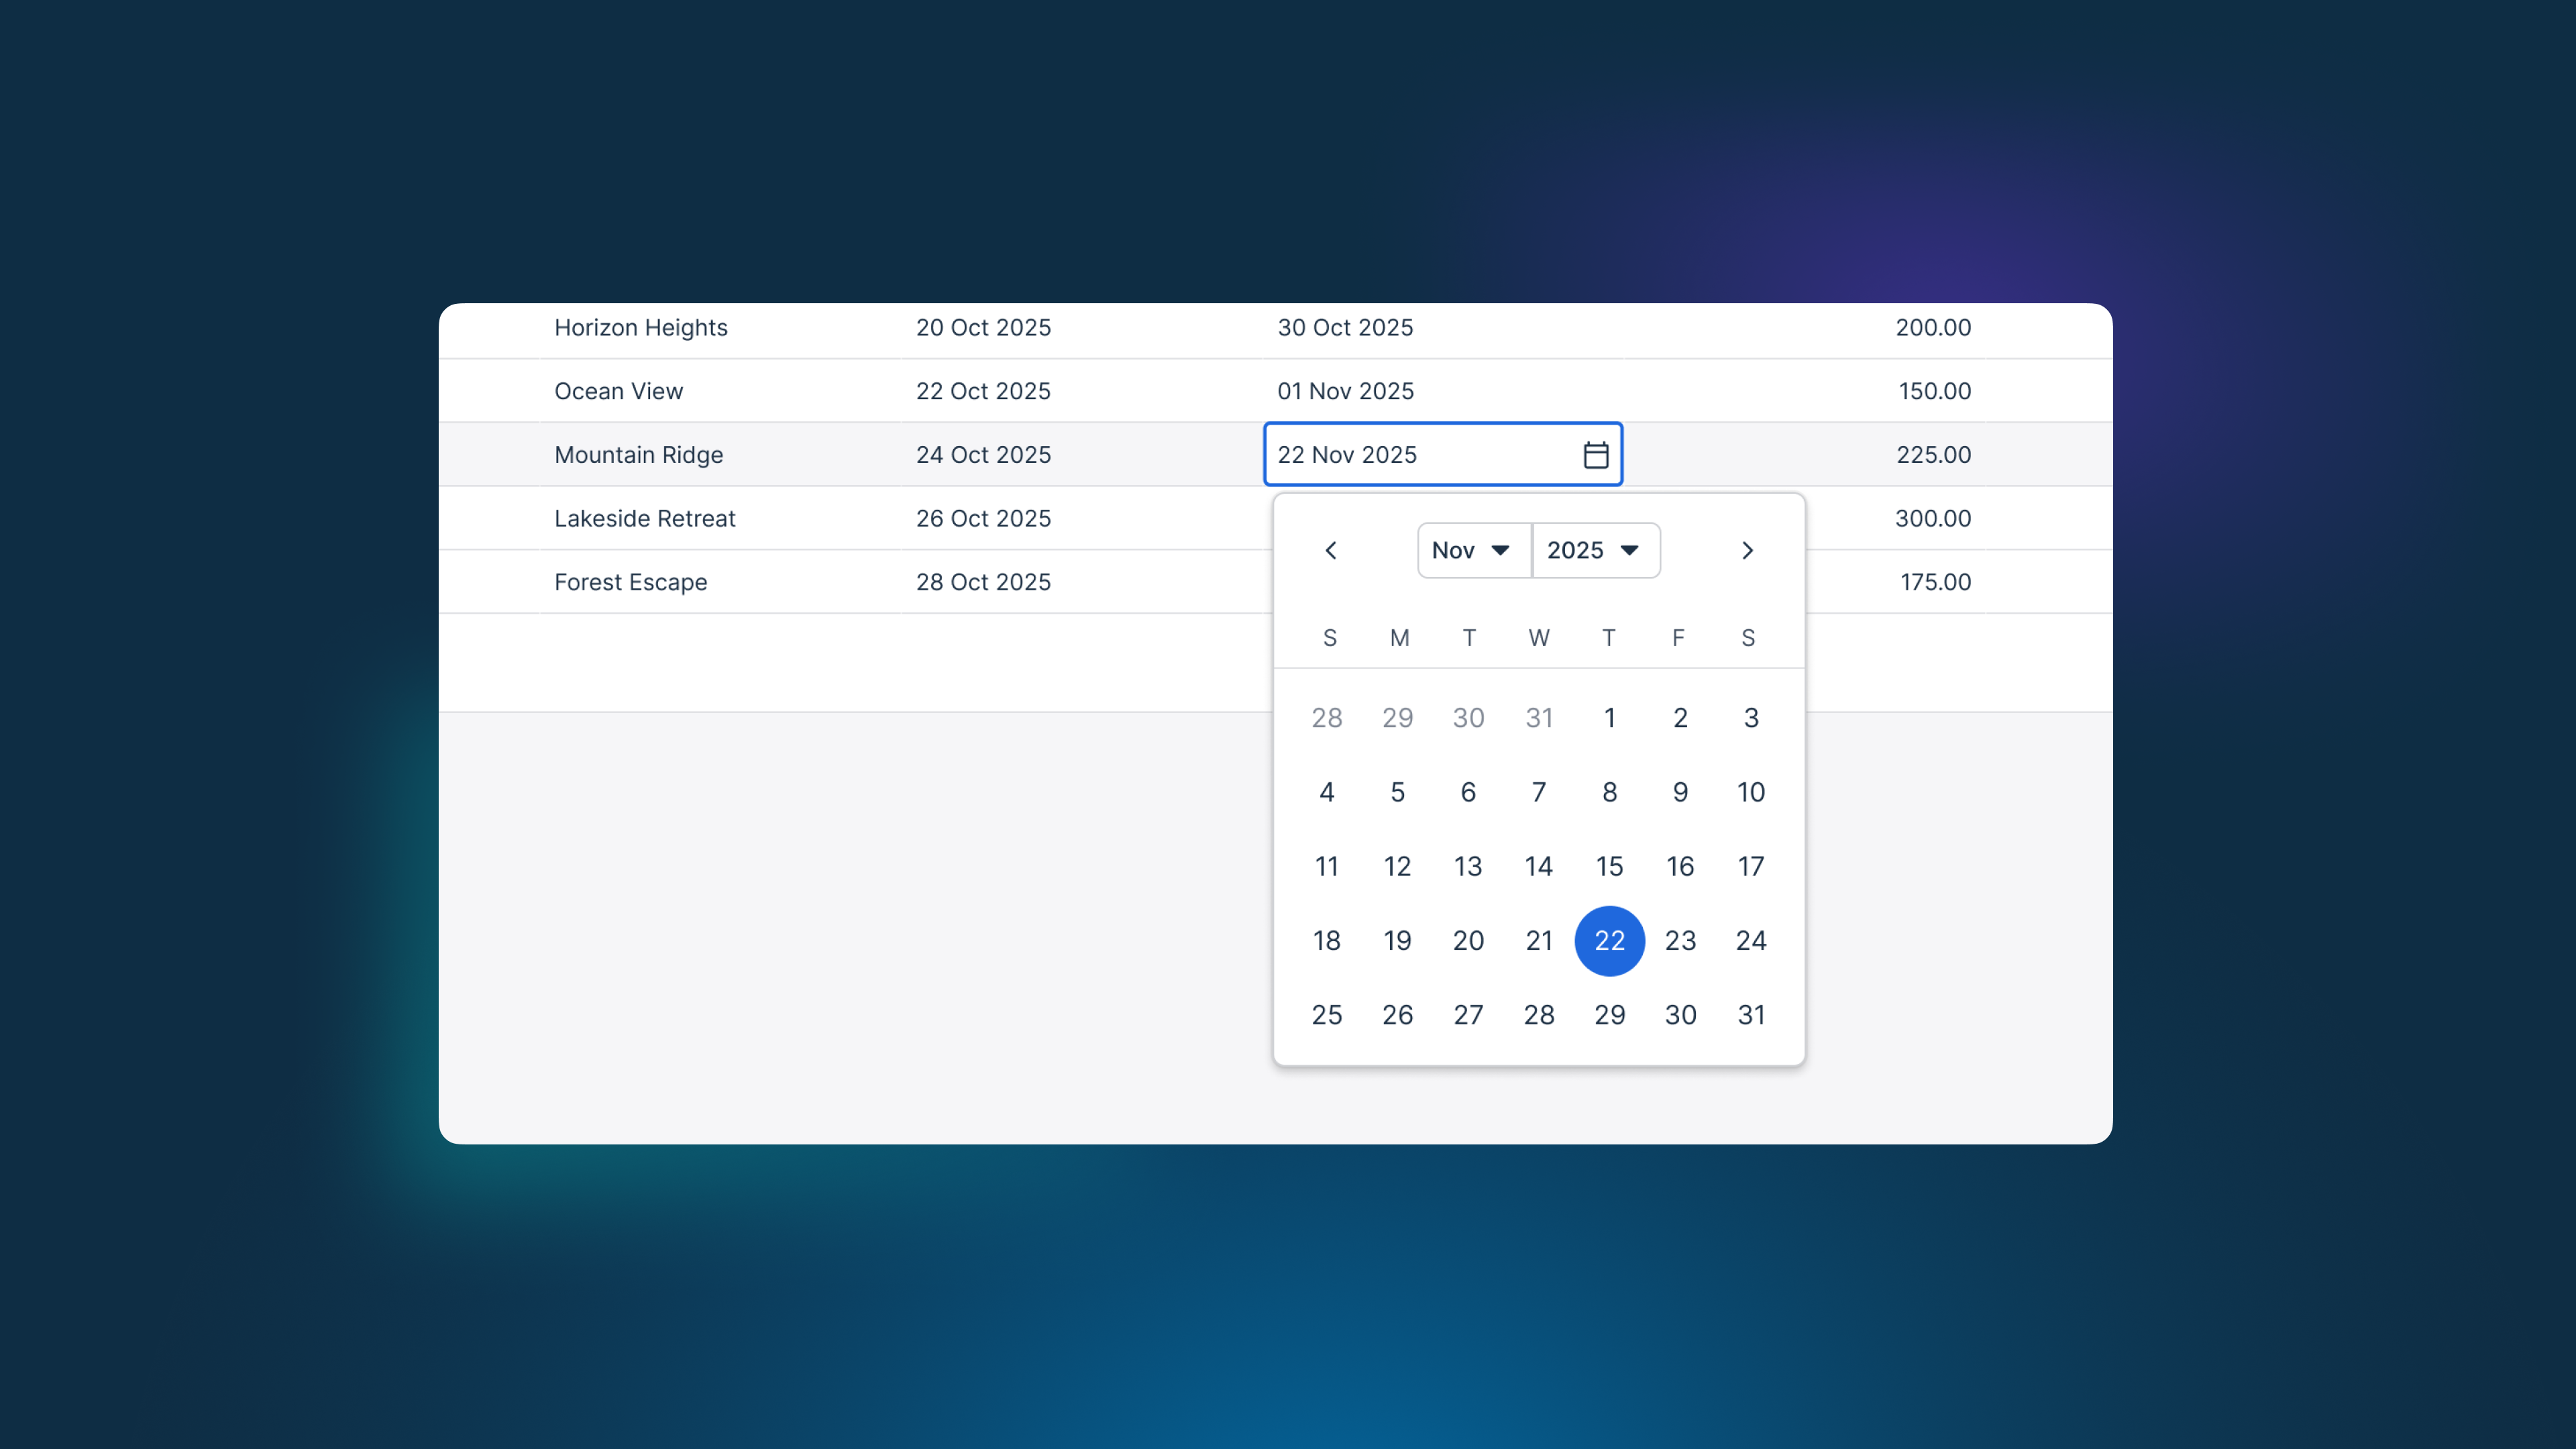 Horizon Heights 20 Oct 2025 30 Oct 2025 200.00
Ocean View 22 Oct 2025 01 Nov 2025 150.00
Mountain Ridge 24 Oct 2025 22 Nov 2025 225.00
Lakeside Retreat 26 Oct 2025 300.00
Forest Escape 28 Oct 2025 175.00
Nov 2025
S M T W T F S
28 29 30 31 1 2 3
4 5 6 7 8 9 10
11 12 13 14 15 16 17
18 19 20 21 22 23 24
25 26 27 28 29 30 31